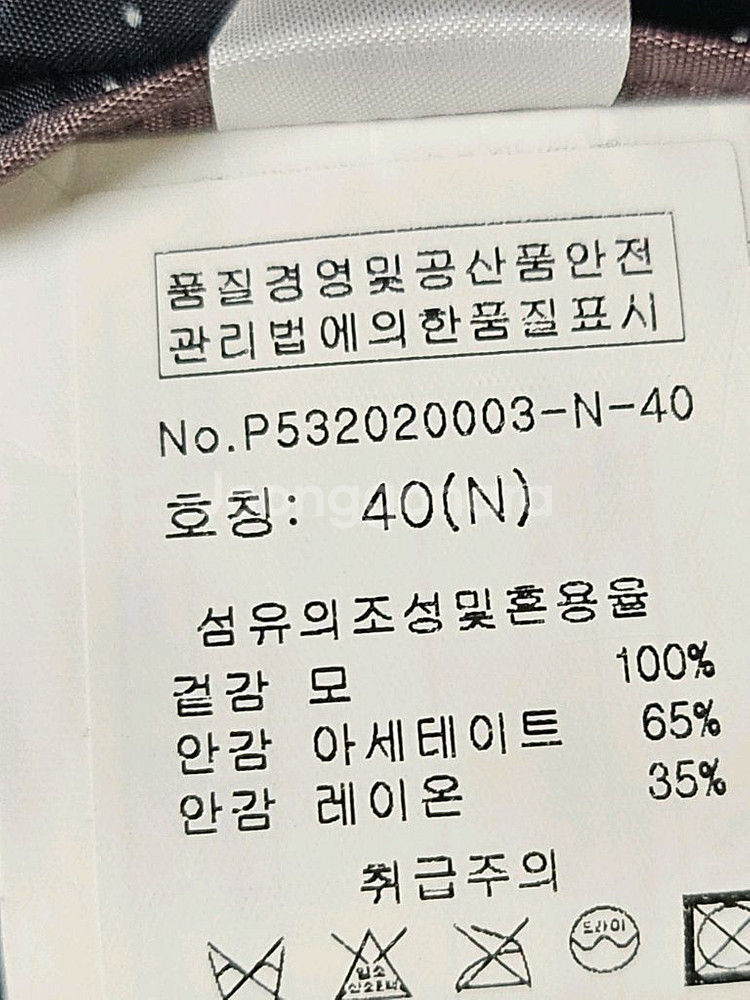 품질경영및공산품안전
관리법에의한품질표시
No.P532020003-N-40
호칭: 40(N)
섬유의조성및혼용율
겉감 모 100%
안감 아세테이트 65%
안감 레이온 35%
취급주의
드라이